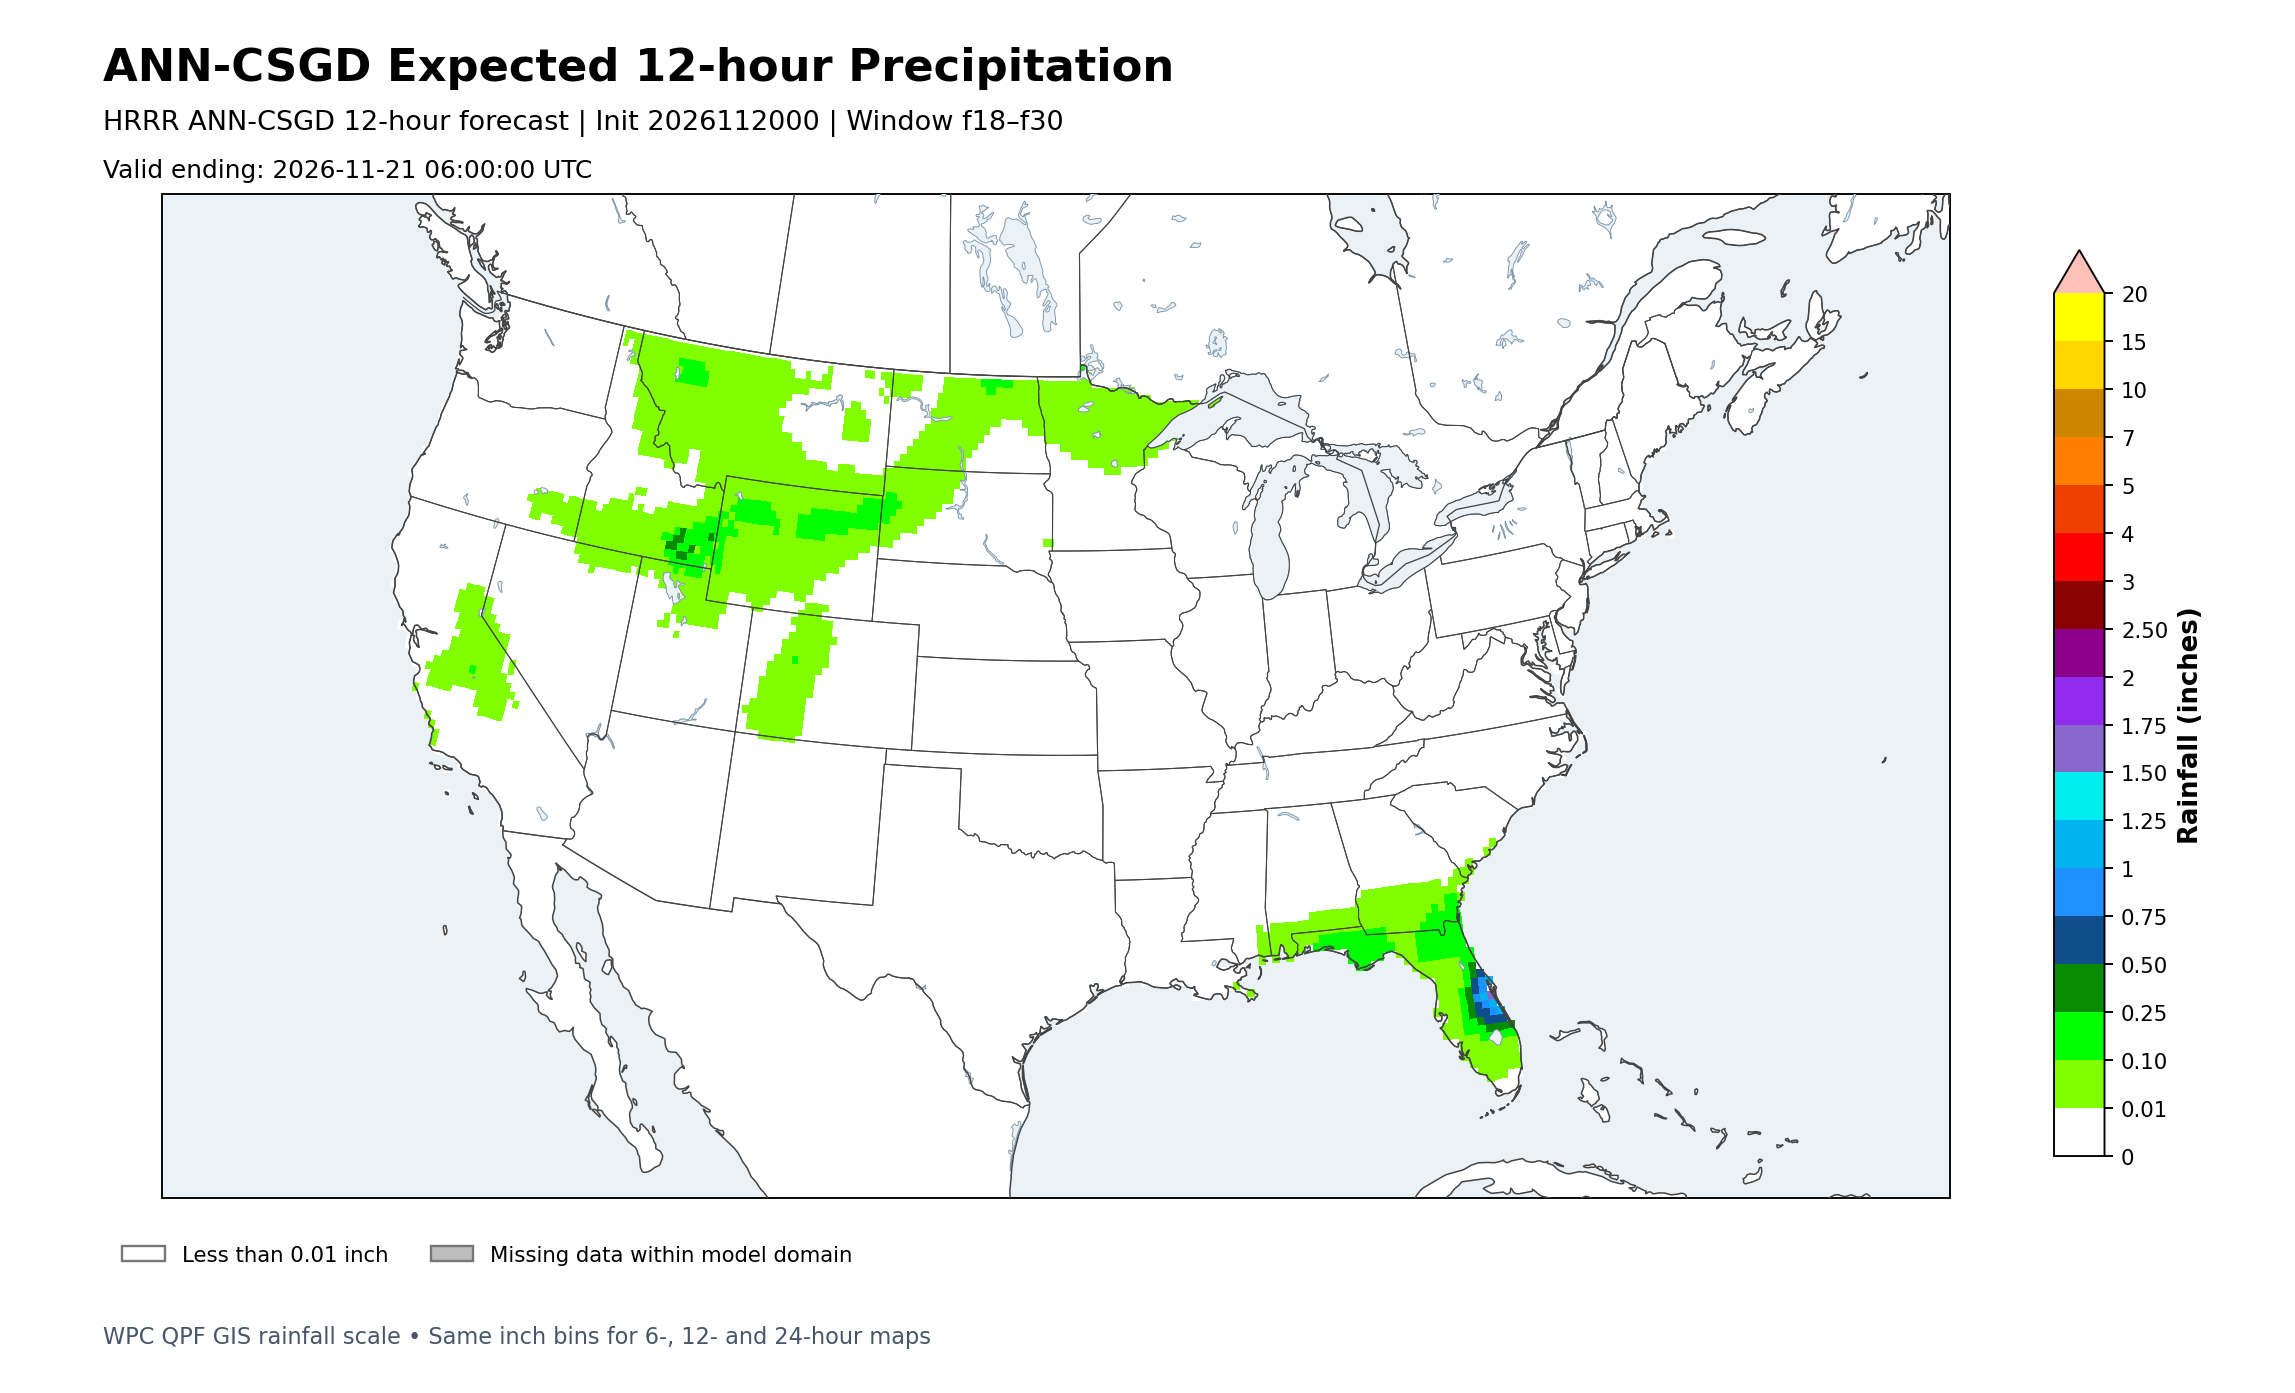 ANN-CSGD Expected 12-hour Precipitation
HRRR ANN-CSGD 12-hour forecast | Init 2026112000 | Window f18–f30
Valid ending: 2026-11-21 06:00:00 UTC
20
15
10
7
5
4
3
2.50
2
1.75
1.50
1.25
1
0.75
0.50
0.25
0.10
0.01
0
Rainfall (inches)
Less than 0.01 inch
Missing data within model domain
WPC QPF GIS rainfall scale • Same inch bins for 6-, 12- and 24-hour maps